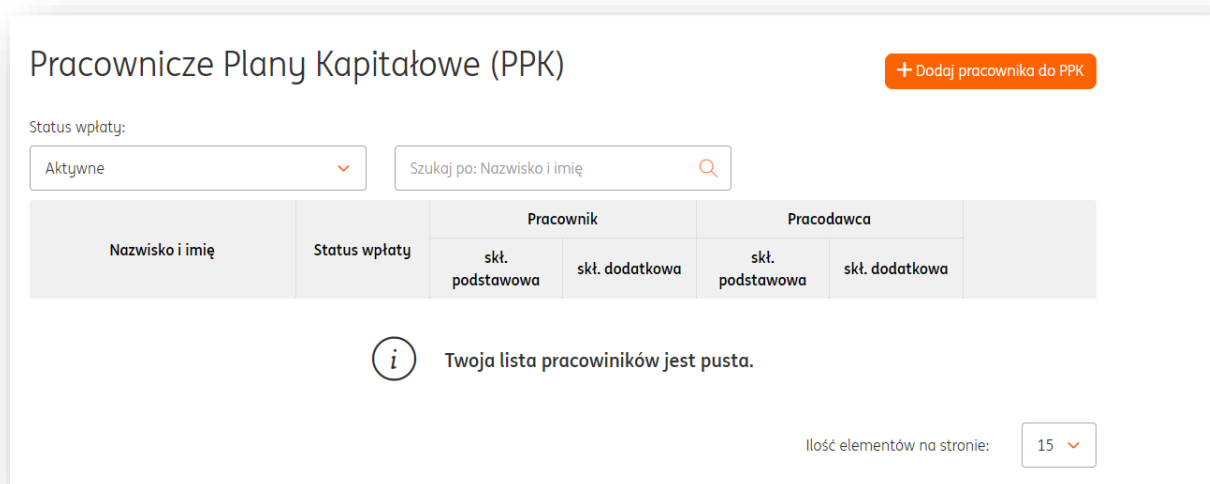 Pracownicze Plany Kapitałowe (PPK)
+ Dodaj pracownika do PPK
Status wpłaty:
Aktywne
Szukaj po: Nazwisko i imię
Nazwisko i imię
Status wpłaty
Pracownik
Pracodawca
skł.
podstawowa
skł. dodatkowa
skł.
podstawowa
skł. dodatkowa
i
Twoja lista pracowiników jest pusta.
Ilość elementów na stronie:
15